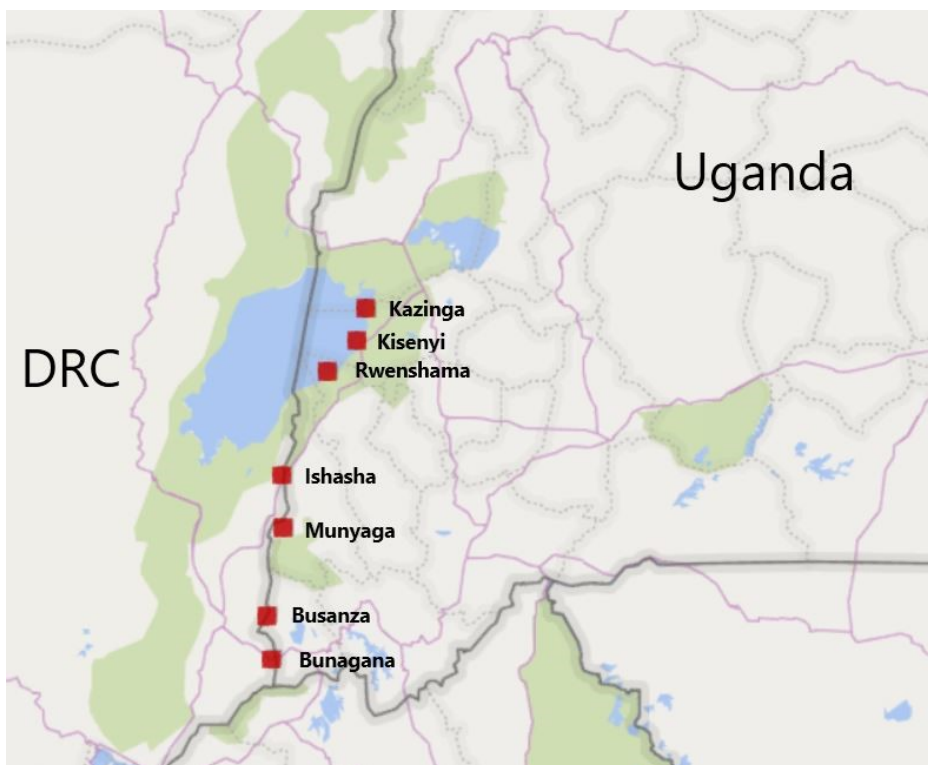 Uganda
Kazinga
Kisenyi
DRC
Rwenshama
Ishasha
Munyaga
Busanza
Bunagana